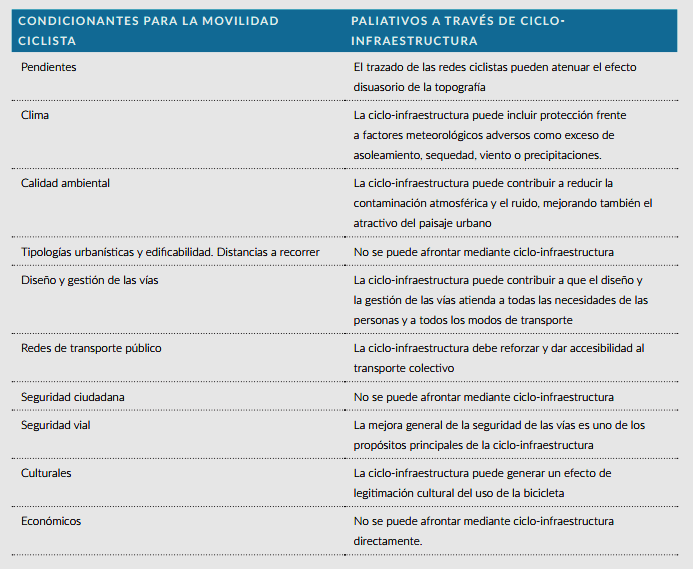 CONDICIONANTES PARA LA MOVILIDAD CICLISTA
PALIATIVOS A TRAVÉS DE CICLO-INFRAESTRUCTURA
Pendientes
El trazado de las redes ciclistas pueden atenuar el efecto
disuasorio de la topografía
Clima
La ciclo-infraestructura puede incluir protección frente
a factores meteorológicos adversos como exceso de
asoleamiento, sequedad, viento o precipitaciones.
Calidad ambiental
La ciclo-infraestructura puede contribuir a reducir la
contaminación atmosférica y el ruido, mejorando también el
atractivo del paisaje urbano
Tipologías urbanísticas y edificabilidad. Distancias a recorrer
No se puede afrontar mediante ciclo-infraestructura
Diseño y gestión de las vías
La ciclo-infraestructura puede contribuir a que el diseño y
la gestión de las vías atienda a todas las necesidades de las
personas y a todos los modos de transporte
Redes de transporte público
La ciclo-infraestructura debe reforzar y dar accesibilidad al
transporte colectivo
Seguridad ciudadana
No se puede afrontar mediante ciclo-infraestructura
Seguridad vial
La mejora general de la seguridad de las vías es uno de los
propósitos principales de la ciclo-infraestructura
Culturales
La ciclo-infraestructura puede generar un efecto de
legitimación cultural del uso de la bicicleta
Económicos
No se puede afrontar mediante ciclo-infraestructura
directamente.